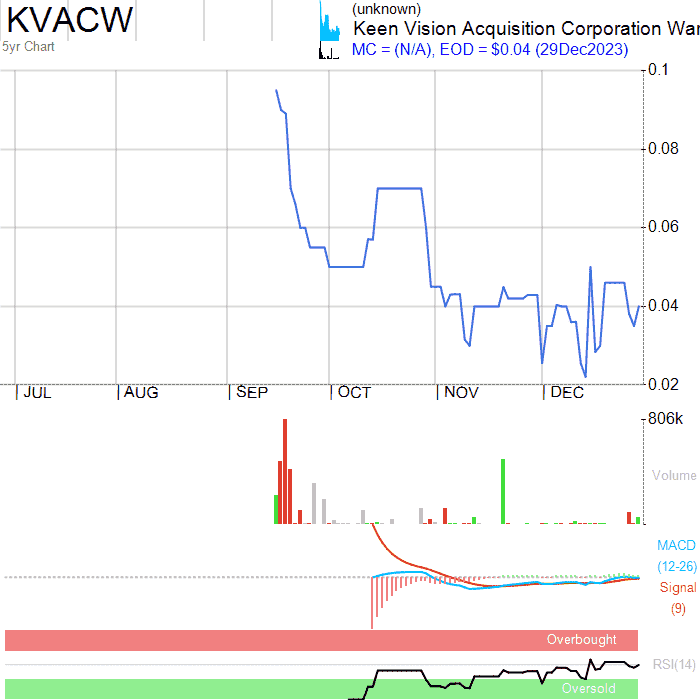 KVACW
5yr Chart
(unknown)
Keen Vision Acquisition Corporation War
MC = (N/A), EOD = $0.04 (29Dec2023)
0.1
0.08
0.06
0.04
0.02
JUL AUG SEP OCT NOV DEC
806k
Volume
MACD
(12-26)
Signal
(9)
Overbought
RSI(14)
Oversold